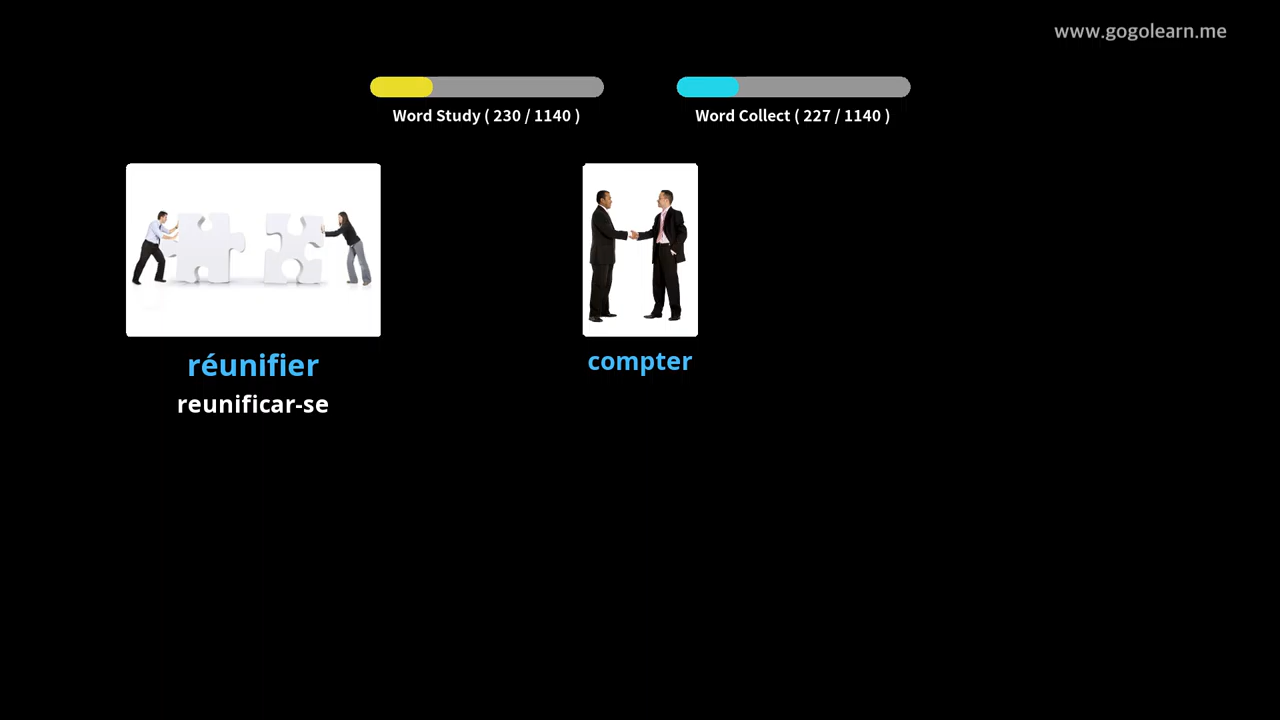 www.gogolearn.me
Word Study ( 230 / 1140 )
Word Collect ( 227 / 1140 )
réunifier
reunificar-se
compter